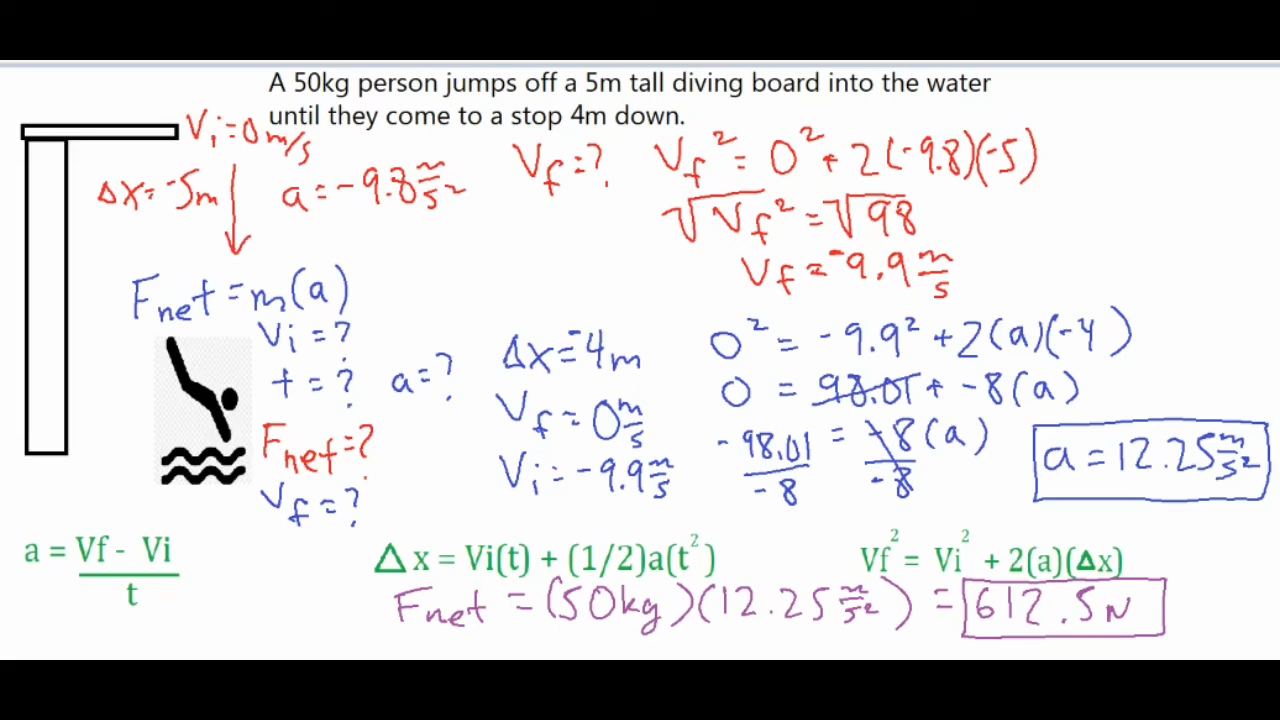 A 50kg person jumps off a 5m tall diving board into the water
until they come to a stop 4m down.
Vi=0 m/s
Δx=-5m
a=-9.8 m/s²
Vf=?
Vf²=0²+2(-9.8)(-5)
√Vf²=√98
Vf=-9.9 m/s
Fnet=m(a)
Vi=?
t=?
a=?
Fnet=?
Vf=?
Δx=-4m
Vf=0 m/s
Vi=-9.9 m/s
0²=-9.9²+2(a)(-4)
0=98.01+-8(a)
-98.01/-8=-8(a)/-8
a=12.25 m/s²
a = Vf - Vi
t
Δx = Vi(t) + (1/2)a(t²)
Vf² = Vi² + 2(a)(Δx)
Fnet=(50kg)(12.25 m/s²)=612.5N